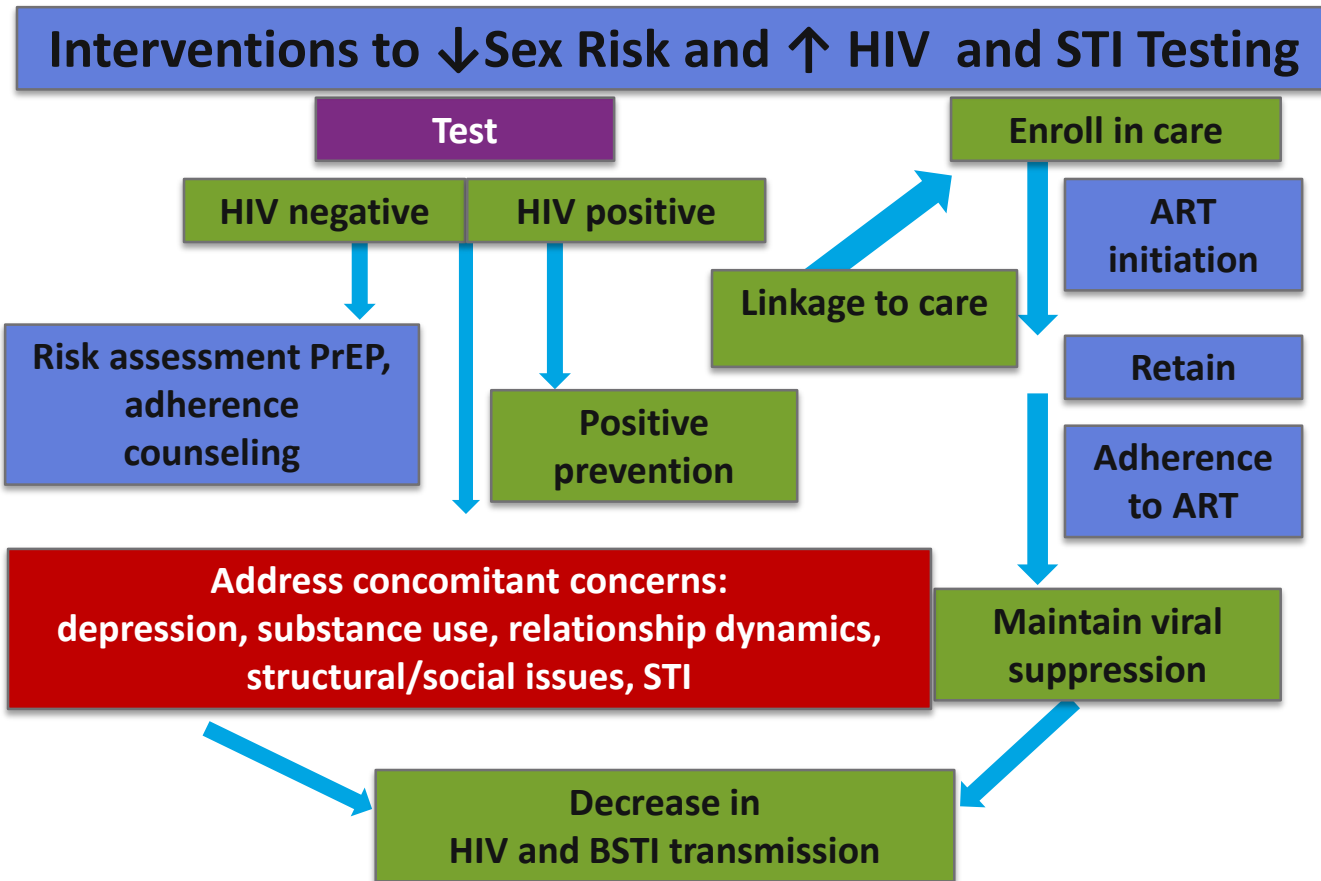 Interventions to ↓Sex Risk and ↑ HIV and STI Testing
Test
HIV negative
HIV positive
Risk assessment PrEP,
adherence
counseling
Positive
prevention
Linkage to care
Enroll in care
ART
initiation
Retain
Adherence
to ART
Address concomitant concerns:
depression, substance use, relationship dynamics,
structural/social issues, STI
Maintain viral
suppression
Decrease in
HIV and BSTI transmission